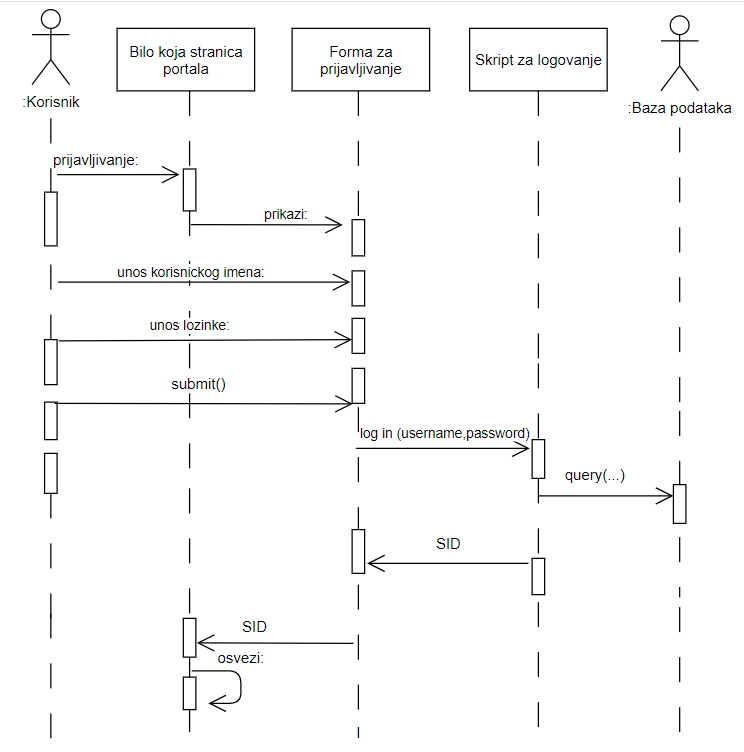 Bilo koja stranica
portala
Forma za
prijavljivanje
Skript za logovanje
:Korisnik
:Baza podataka
prijavljivanje:
prikazi:
unos korisnickog imena:
unos lozinke:
submit()
log in (username,password)
query(...)
SID
SID
osvezi: